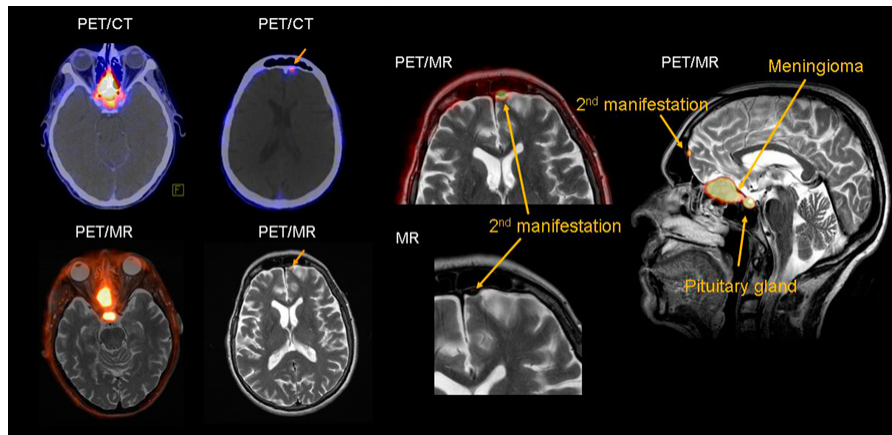 PET/CT
PET/CT
PET/MR
PET/MR
Meningioma
2nd manifestation
F
PET/MR
PET/MR
MR
2nd manifestation
Pituitary gland